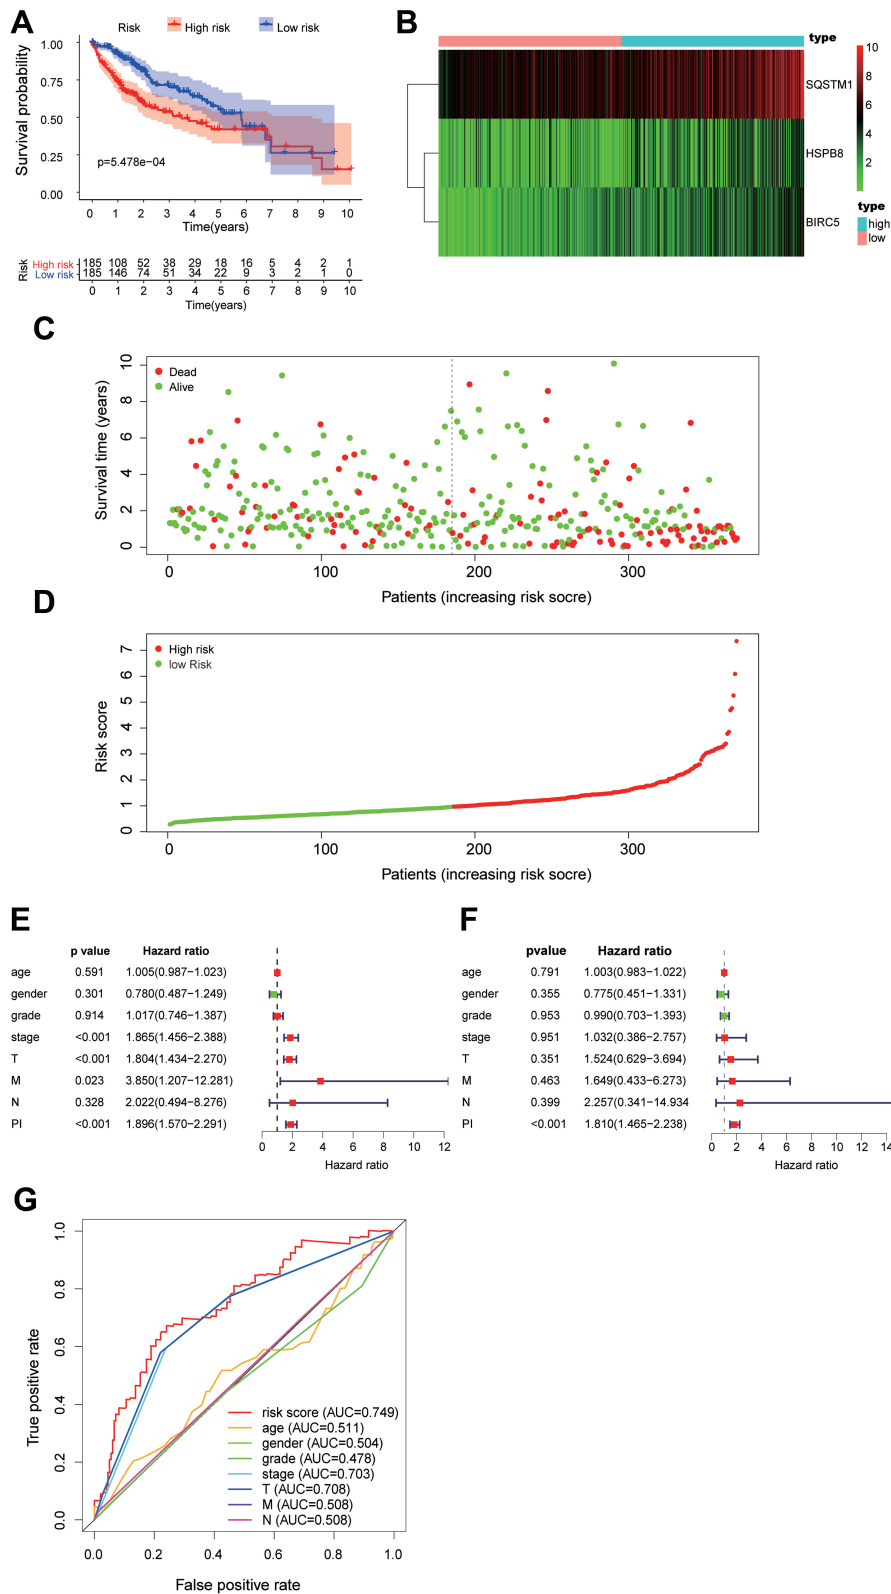 A
Risk High risk Low risk
Survival probability
1.00
0.75
0.50
0.25
0.00
p=5.478e−04
0 1 2 3 4 5 6 7 8 9 10
Time(years)
Risk
High risk 185 108 52 38 29 18 16 5 4 2 1
Low risk 185 146 74 51 34 22 9 3 2 1 0
0 1 2 3 4 5 6 7 8 9 10
Time(years)
B
type
SQSTM1
HSPB8
BIRC5
10
8
6
4
2
type
high
low
C
Dead
Alive
Survival time (years)
10
8
6
4
2
0
0 100 200 300
Patients (increasing risk socre)
D
High risk
low Risk
Risk score
7
6
5
4
3
2
1
0
0 100 200 300
Patients (increasing risk socre)
E
p value Hazard ratio
age 0.591 1.005(0.987−1.023)
gender 0.301 0.780(0.487−1.249)
grade 0.914 1.017(0.746−1.387)
stage <0.001 1.865(1.456−2.388)
T <0.001 1.804(1.434−2.270)
M 0.023 3.850(1.207−12.281)
N 0.328 2.022(0.494−8.276)
PI <0.001 1.896(1.570−2.291)
0 2 4 6 8 10 12
Hazard ratio
F
pvalue Hazard ratio
age 0.791 1.003(0.983−1.022)
gender 0.355 0.775(0.451−1.331)
grade 0.953 0.990(0.703−1.393)
stage 0.951 1.032(0.386−2.757)
T 0.351 1.524(0.629−3.694)
M 0.463 1.649(0.433−6.273)
N 0.399 2.257(0.341−14.934
PI <0.001 1.810(1.465−2.238)
0 2 4 6 8 10 12 14
Hazard ratio
G
True positive rate
1.0
0.8
0.6
0.4
0.2
0.0
risk score (AUC=0.749)
age (AUC=0.511)
gender (AUC=0.504)
grade (AUC=0.478)
stage (AUC=0.703)
T (AUC=0.708)
M (AUC=0.508)
N (AUC=0.508)
0.0 0.2 0.4 0.6 0.8 1.0
False positive rate